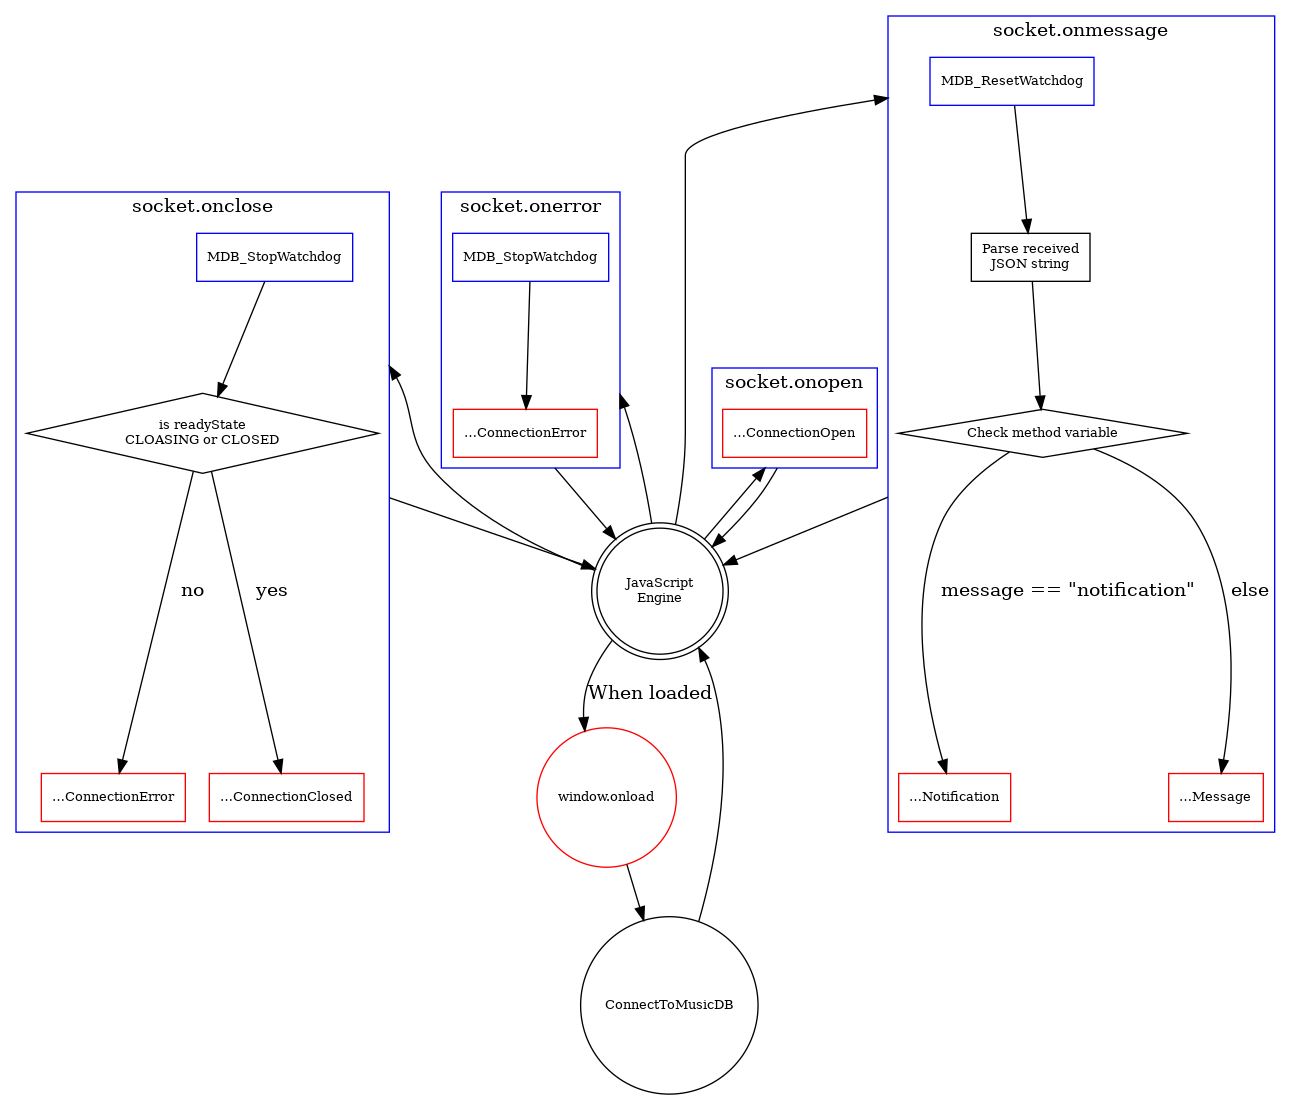 socket.onmessage
MDB_ResetWatchdog
socket.onclose
MDB_StopWatchdog
socket.onerror
MDB_StopWatchdog
Parse received
JSON string
socket.onopen
is readyState
CLOASING or CLOSED
...ConnectionError
...ConnectionOpen
Check method variable
no
yes
JavaScript
Engine
message == "notification"
else
When loaded
...ConnectionError
...ConnectionClosed
window.onload
...Notification
...Message
ConnectToMusicDB